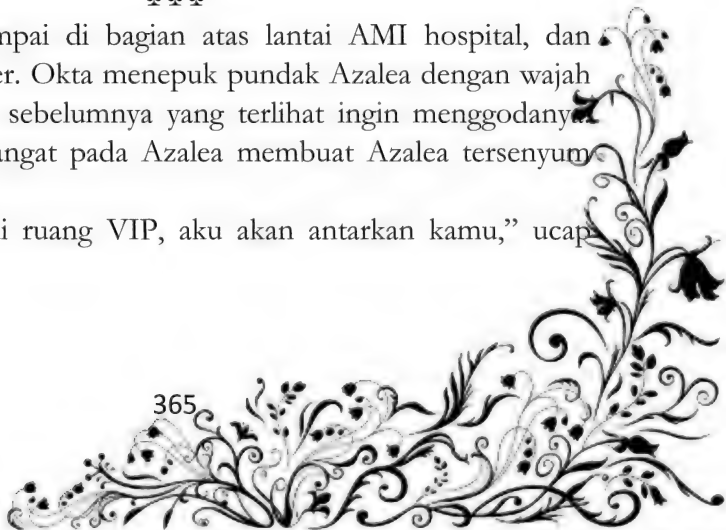 mpai di bagian atas lantai AMI hospital, dan
er. Okta menepuk pundak Azalea dengan wajah
sebelumnya yang terlihat ingin menggodanya.
angat pada Azalea membuat Azalea tersenyum
i ruang VIP, aku akan antarkan kamu,” ucap
365